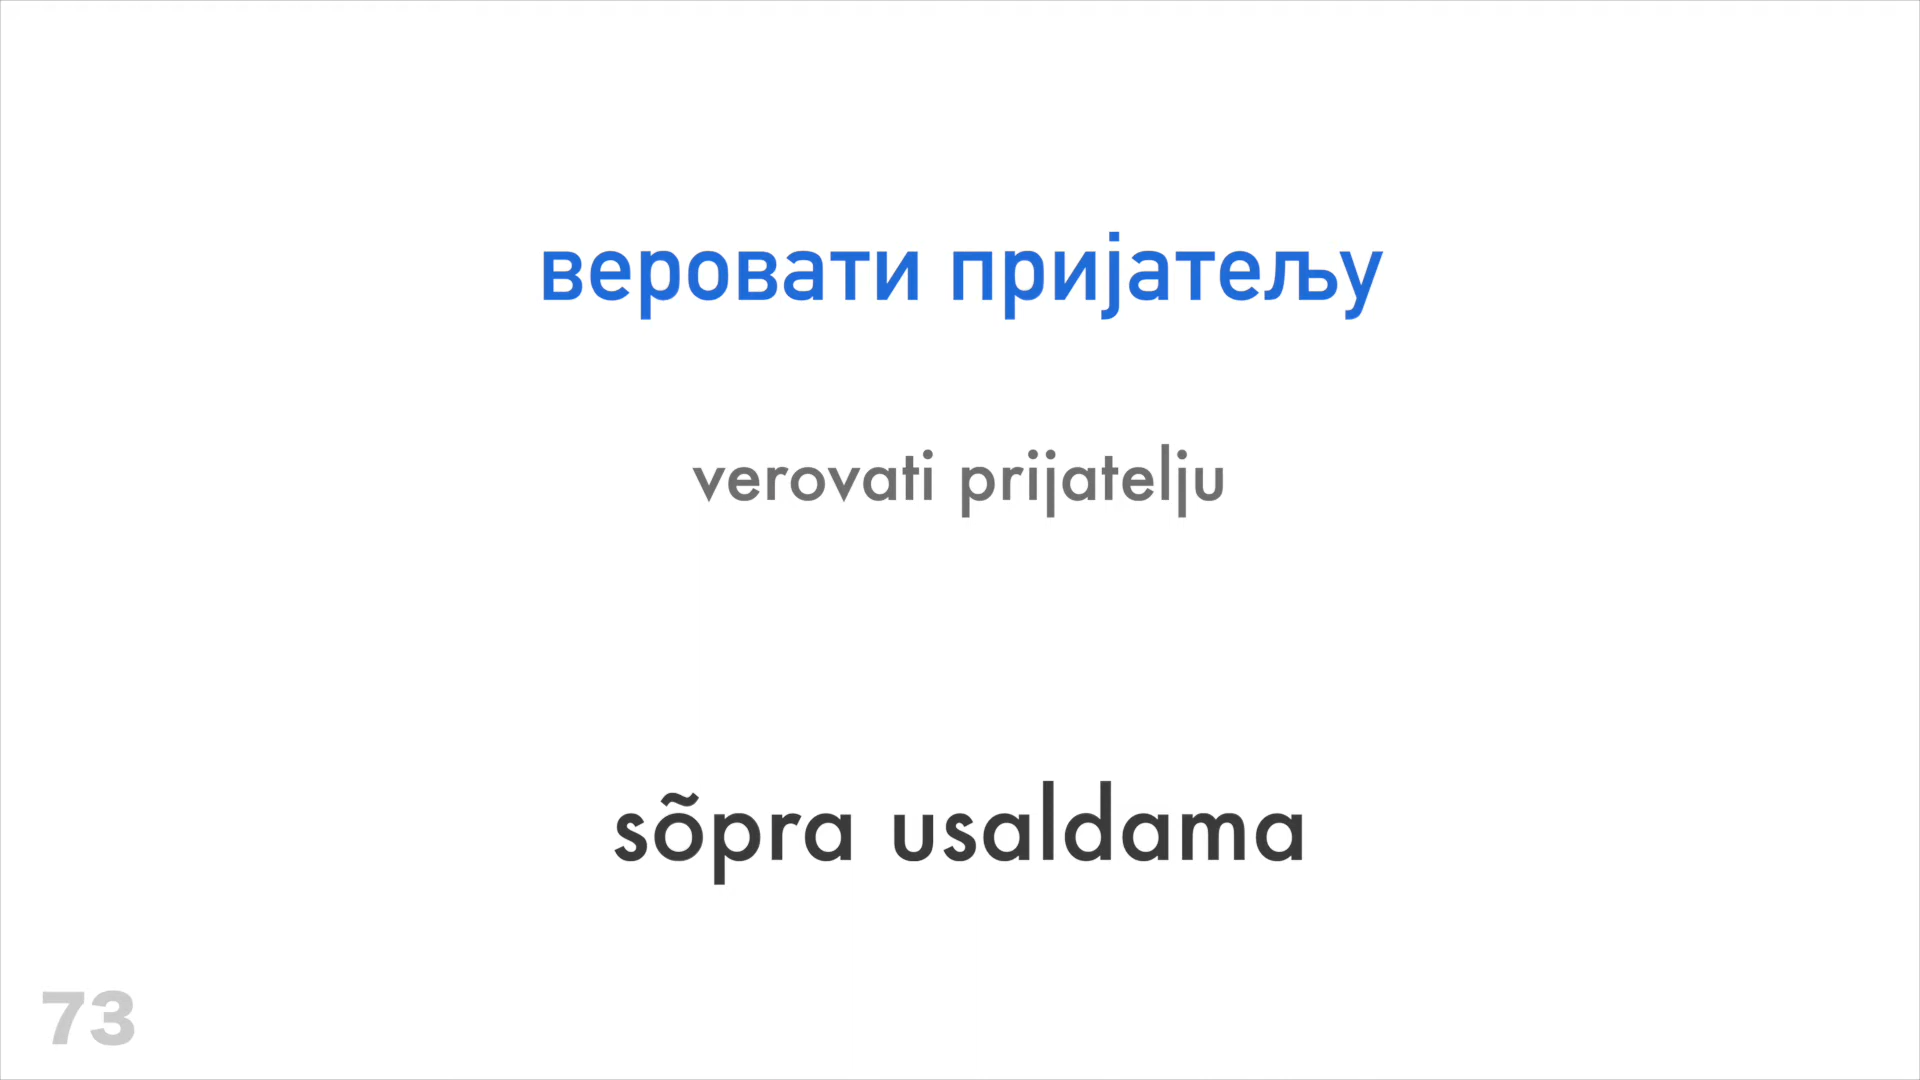 веровати пријатељу
verovati prijatelju
sõpra usaldama
73